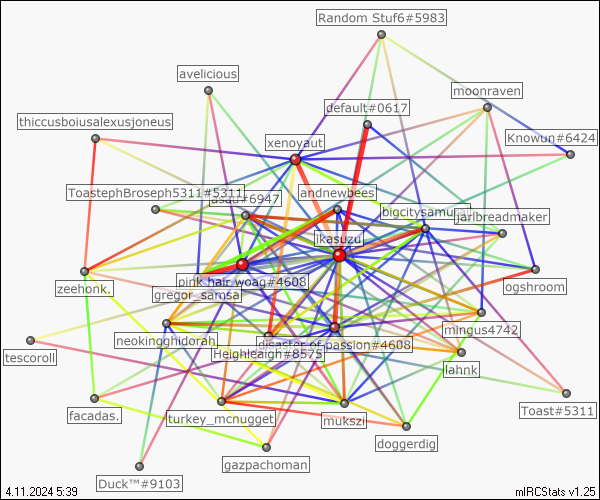 Random Stuf6#5983
avelicious
moonraven
default#0617
thiccusboiusalexusjoneus
Knowun#6424
xenoyaut
ToastephBroseph5311#5311
andnewbees
asad#6947
bigcitysamurai
jarlbreadmaker
ikasuzu
pink hair woag#4608
ogshroom
zeehonk.
gregor_samsa
mingus4742
neokingghidorah
disaster of passion#4608
tescoroll
Heighleaigh#8575
lahnk
facadas.
turkey_mcnugget
mukszi
Toast#5311
doggerdig
gazpachoman
Duck™#9103
4.11.2024 5:39
mIRCStats v1.25